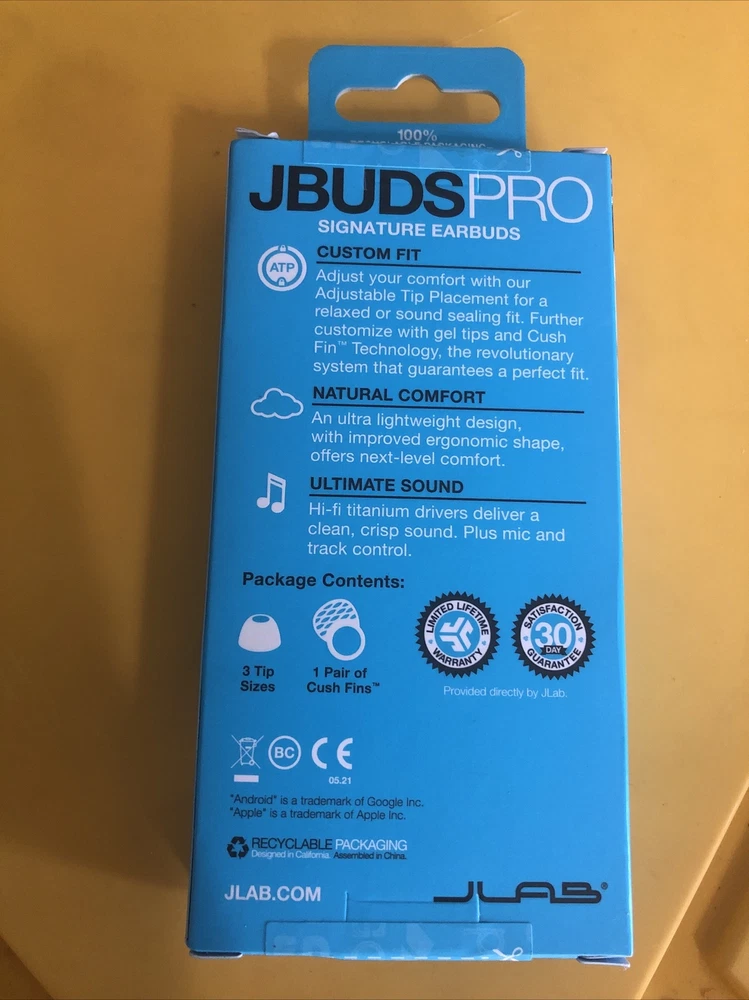 100%
JBUDSPRO
SIGNATURE EARBUDS
ATP
CUSTOM FIT
Adjust your comfort with our
Adjustable Tip Placement for a
relaxed or sound sealing fit. Further
customize with gel tips and Cush
Fin™ Technology, the revolutionary
system that guarantees a perfect fit.
NATURAL COMFORT
An ultra lightweight design,
with improved ergonomic shape,
offers next-level comfort.
ULTIMATE SOUND
Hi-fi titanium drivers deliver a
clean, crisp sound. Plus mic and
track control.
Package Contents:
3 Tip
Sizes
1 Pair of
Cush Fins™
LIMITED LIFETIME
WARRANTY
SATISFACTION
30
DAY
GUARANTEE
Provided directly by JLab.
BC
CE
05.21
"Android" is a trademark of Google Inc.
"Apple" is a trademark of Apple Inc.
RECYCLABLE PACKAGING
Designed in California. Assembled in China.
JLAB.COM
JLAB®